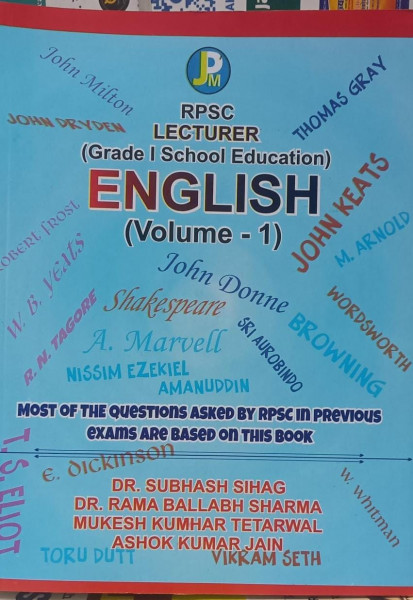 JPM
John Milton
THOMAS GRAY
RPSC
JOHN DRYDEN
LECTURER
(Grade I School Education)
ENGLISH
JOHN KEATS
(Volume - 1)
ROBERT FROST
M. ARNOLD
W. B. YEATS
John Donne
R. N. TAGORE
Shakespeare
WORDSWORTH
A. Marvell
SRI AUROBINDO
BROWNING
NISSIM EZEKIEL
AMANUDDIN
MOST OF THE QUESTIONS ASKED BY RPSC IN PREVIOUS
EXAMS ARE BASED ON THIS BOOK
T. S. ELIOT
E. DICKINSON
W. Whitman
DR. SUBHASH SIHAG
DR. RAMA BALLABH SHARMA
MUKESH KUMHAR TETARWAL
ASHOK KUMAR JAIN
TORU DUTT
VIKRAM SETH